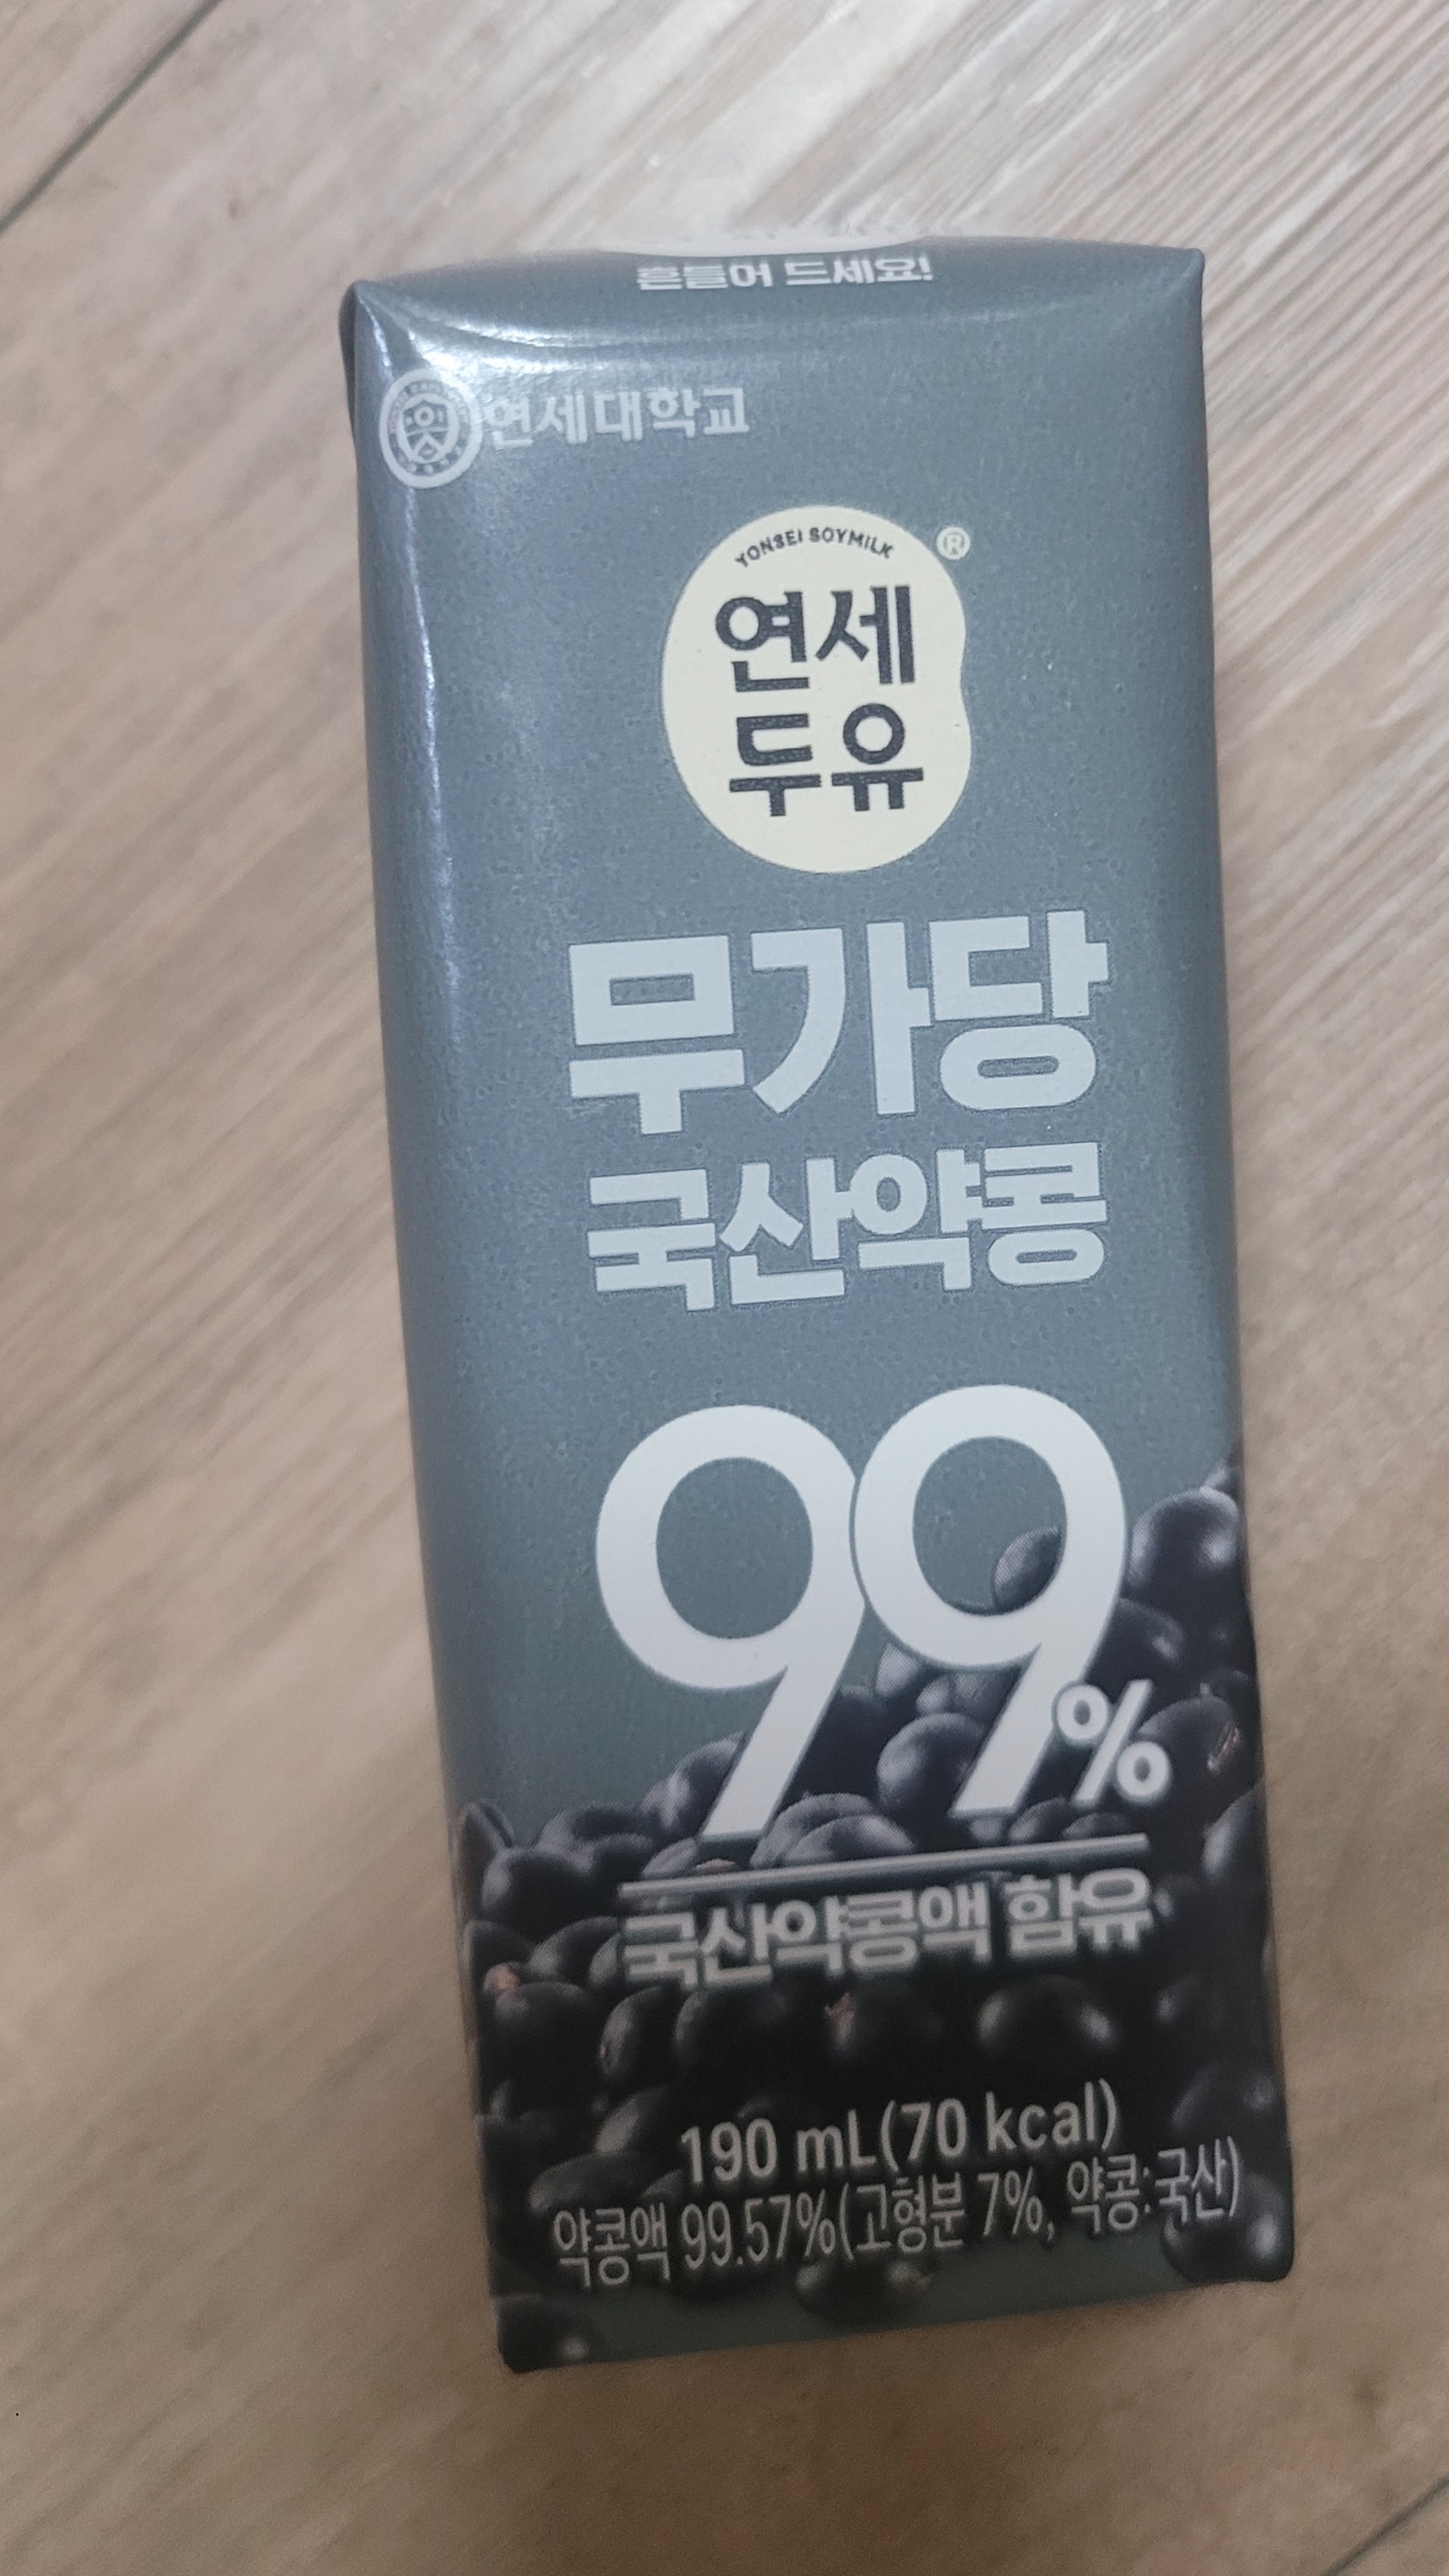 흔들어 드세요!
연세대학교
YONSEI SOYMILK
®
연세
두유
무가당
국산약콩
99%
국산약콩액 함유
190 mL(70 kcal)
약콩액 99.57%(고형분 7%, 약콩:국산)